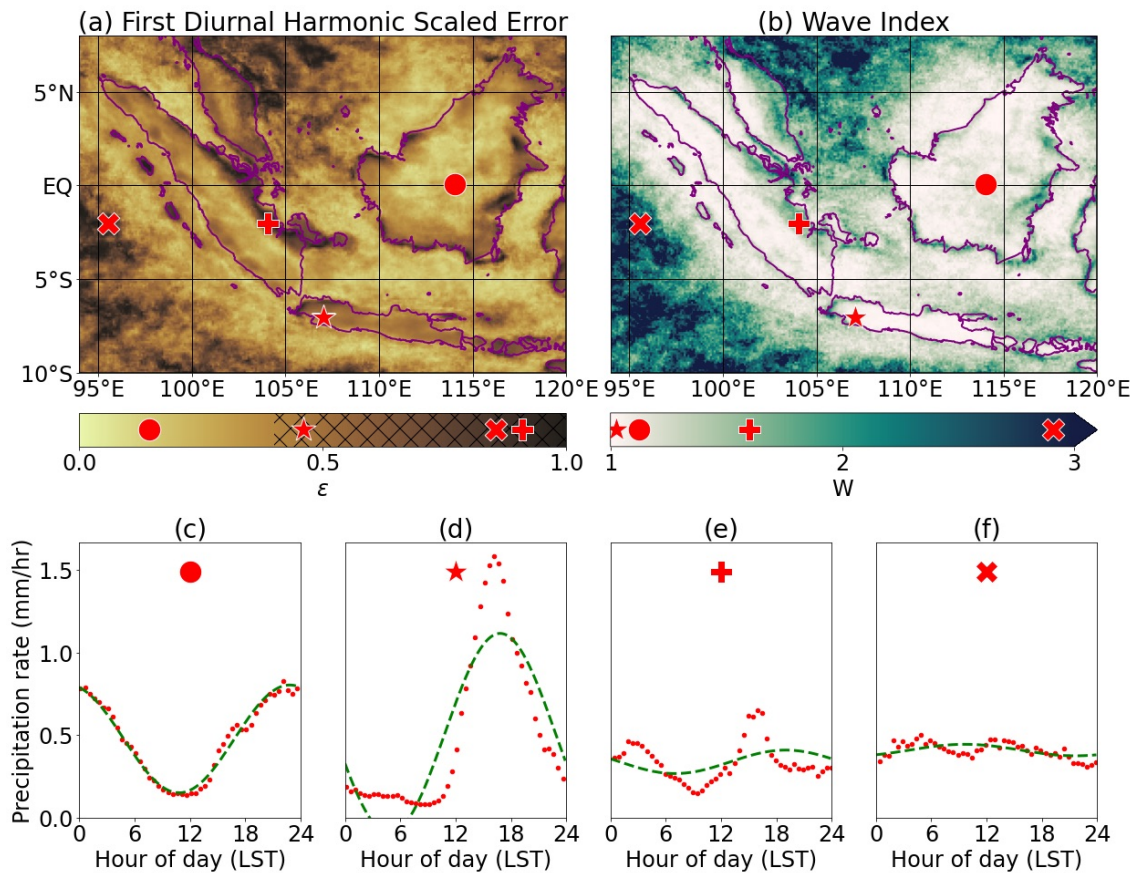 (a) First Diurnal Harmonic Scaled Error
(b) Wave Index
5°N
EQ
5°S
10°S
95°E 100°E 105°E 110°E 115°E 120°E
95°E 100°E 105°E 110°E 115°E 120°E
0.0 0.5 1.0
ε
1 2 3
W
(c)
(d)
(e)
(f)
Precipitation rate (mm/hr)
1.5
1.0
0.5
0.0
0 6 12 18 24
0 6 12 18 24
0 6 12 18 24
0 6 12 18 24
Hour of day (LST)
Hour of day (LST)
Hour of day (LST)
Hour of day (LST)